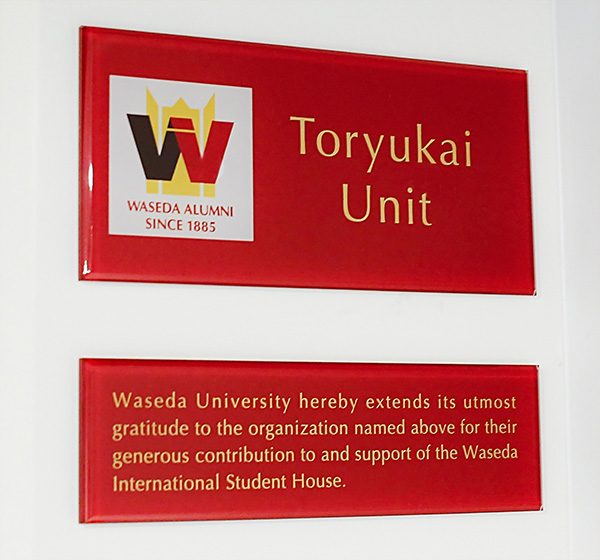 WASEDA ALUMNI
SINCE 1885
Toryukai
Unit
Waseda University hereby extends its utmost
gratitude to the organization named above for their
generous contribution to and support of the Waseda
International Student House.